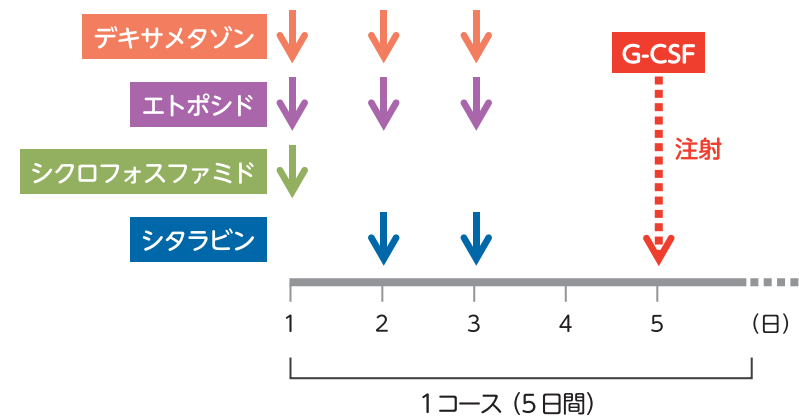 デキサメタゾン
G-CSF
エトポシド
注射
シクロフォスファミド
シタラビン
1 2 3 4 5 (日)
1コース(5日間)